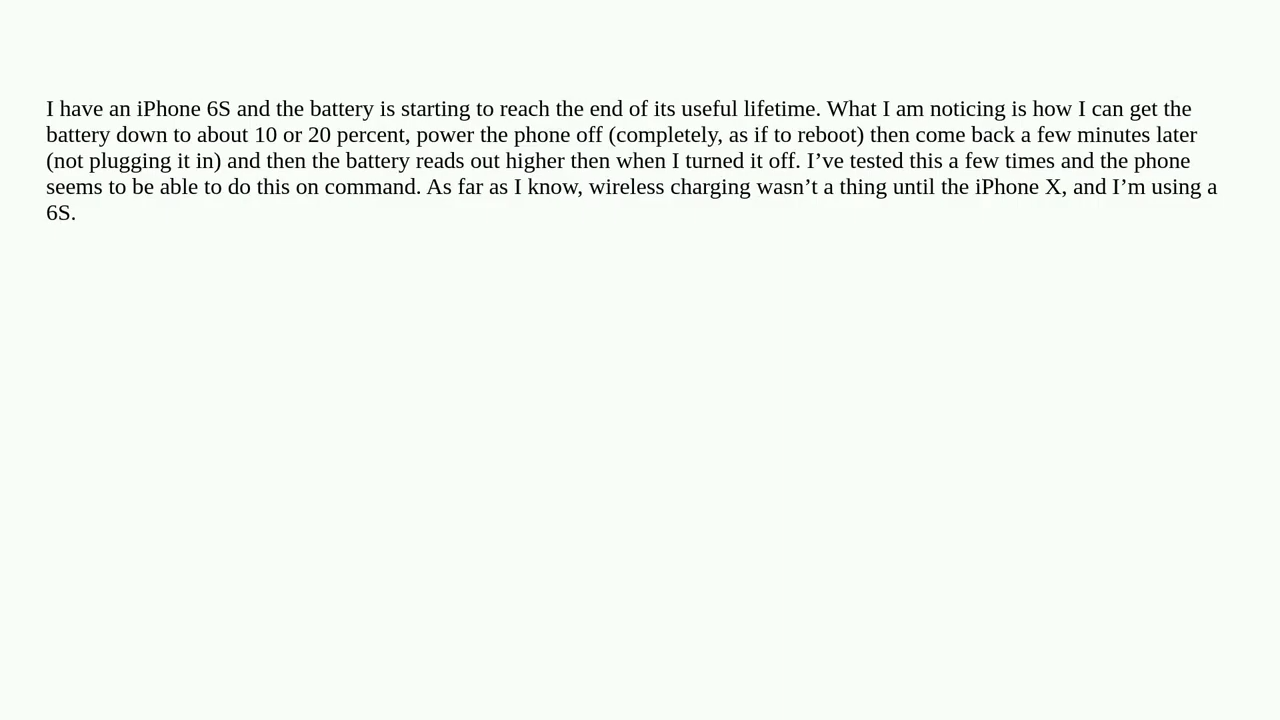 I have an iPhone 6S and the battery is starting to reach the end of its useful lifetime. What I am noticing is how I can get the
battery down to about 10 or 20 percent, power the phone off (completely, as if to reboot) then come back a few minutes later
(not plugging it in) and then the battery reads out higher then when I turned it off. I’ve tested this a few times and the phone
seems to be able to do this on command. As far as I know, wireless charging wasn’t a thing until the iPhone X, and I’m using a
6S.